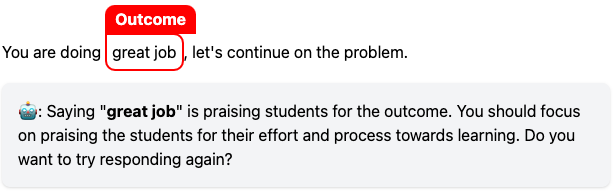 Outcome
You are doing great job, let's continue on the problem.
🤖: Saying "great job" is praising students for the outcome. You should focus
on praising the students for their effort and process towards learning. Do you
want to try responding again?